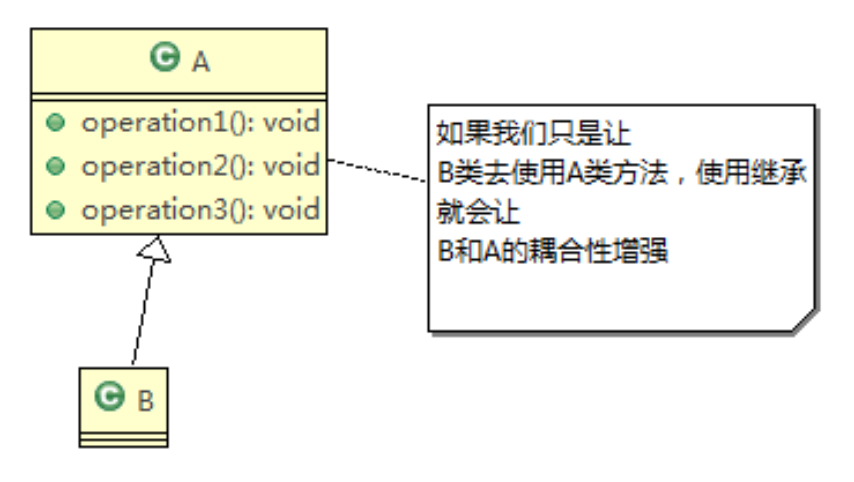 C A
operation1(): void
operation2(): void
operation3(): void
如果我们只是让
B类去使用A类方法，使用继承
就会让
B和A的耦合性增强
C B